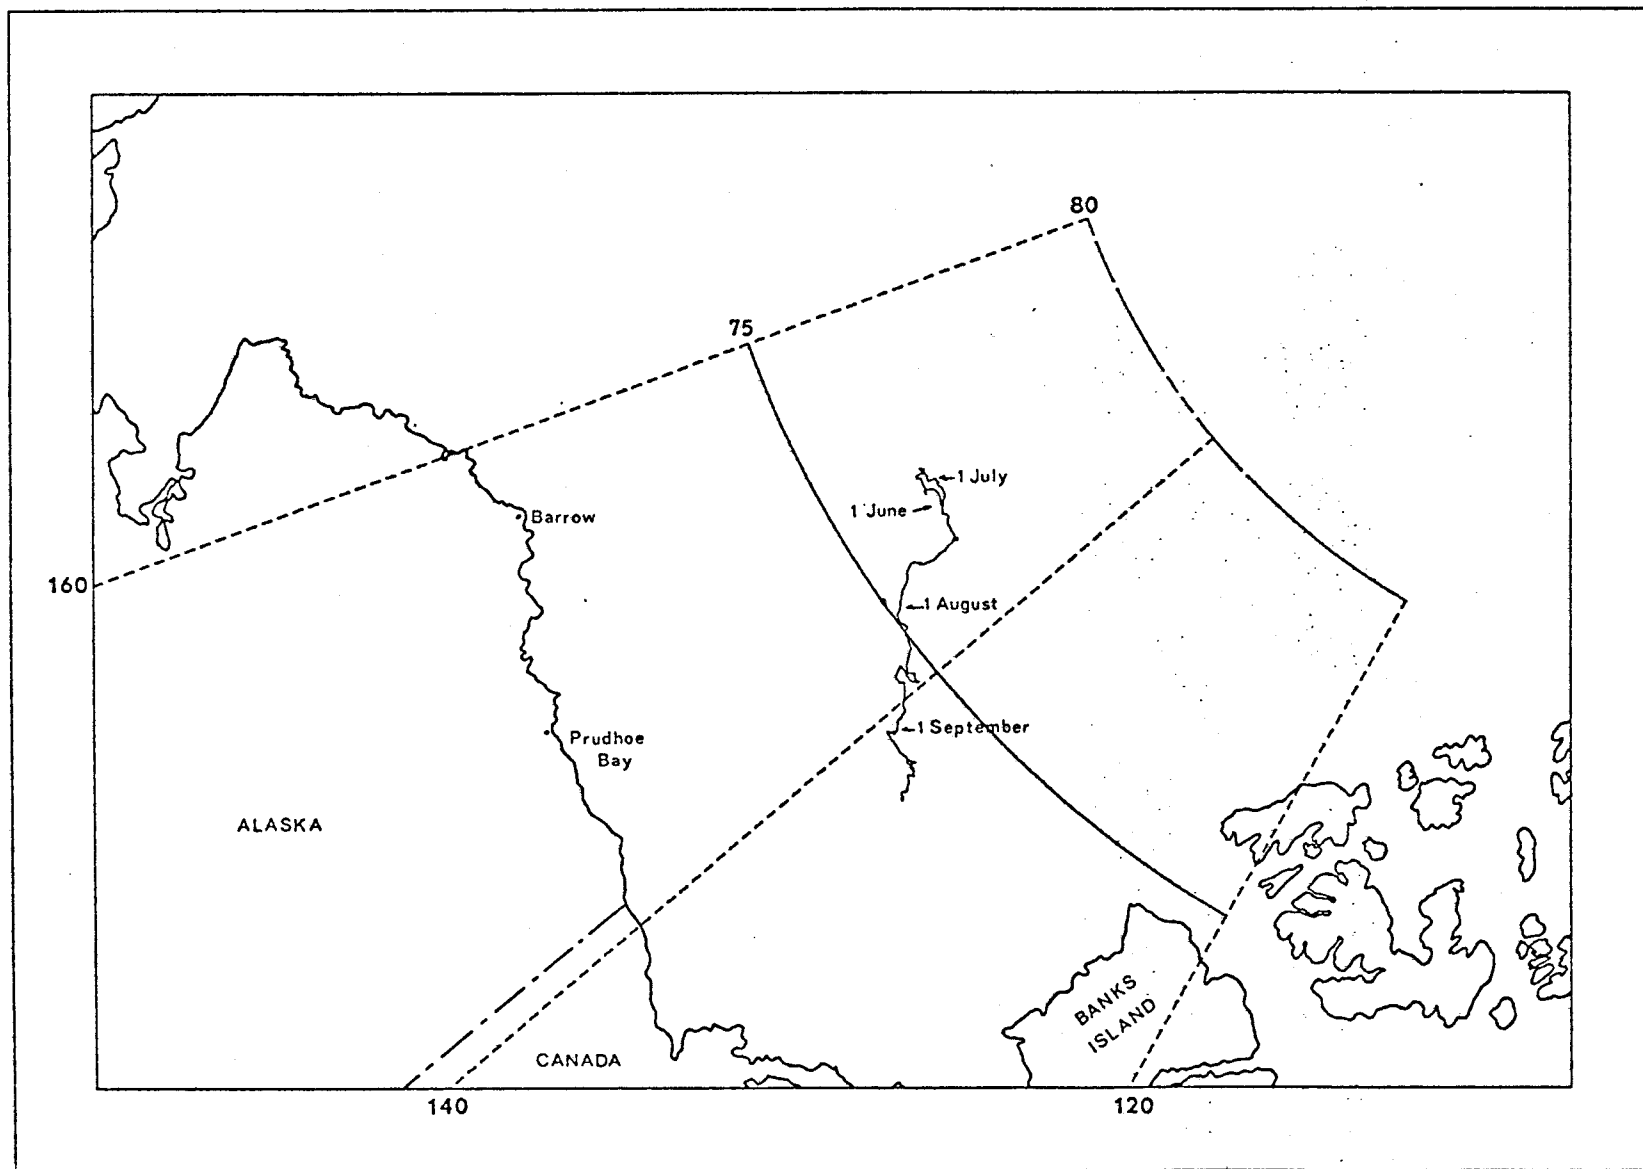 80
75
1 July
1 June
Barrow
160
1 August
1 September
Prudhoe
Bay
ALASKA
BANKS
ISLAND
CANADA
140
120